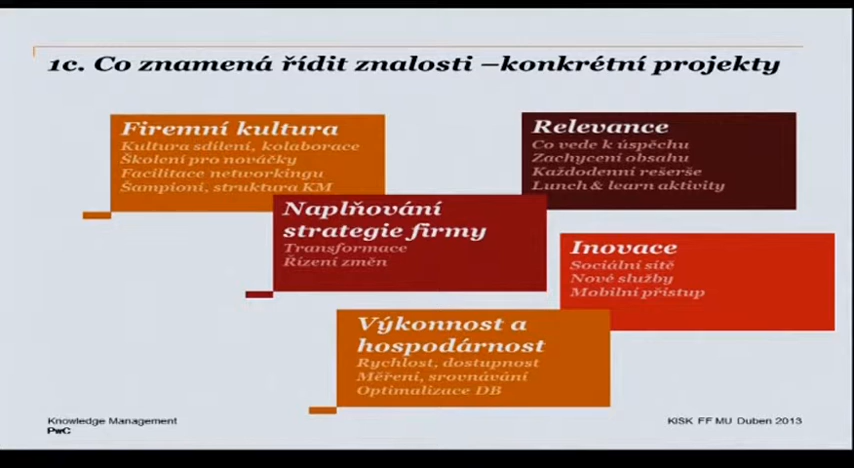 1c. Co znamená řídit znalosti –konkrétní projekty
Firemní kultura
Kultura sdílení, kolaborace
Školení pro nováčky
Facilitace networkingu
Šampioni, struktura KM
Relevance
Co vede k úspěchu
Zachycení obsahu
Každodenní rešerše
Lunch & learn aktivity
Naplňování
strategie firmy
Transformace
Řízení změn
Inovace
Sociální sítě
Nové služby
Mobilní přístup
Výkonnost a
hospodárnost
Rychlost, dostupnost
Měření, srovnávání
Optimalizace DB
Knowledge Management
PwC
KISK FF MU Duben 2013